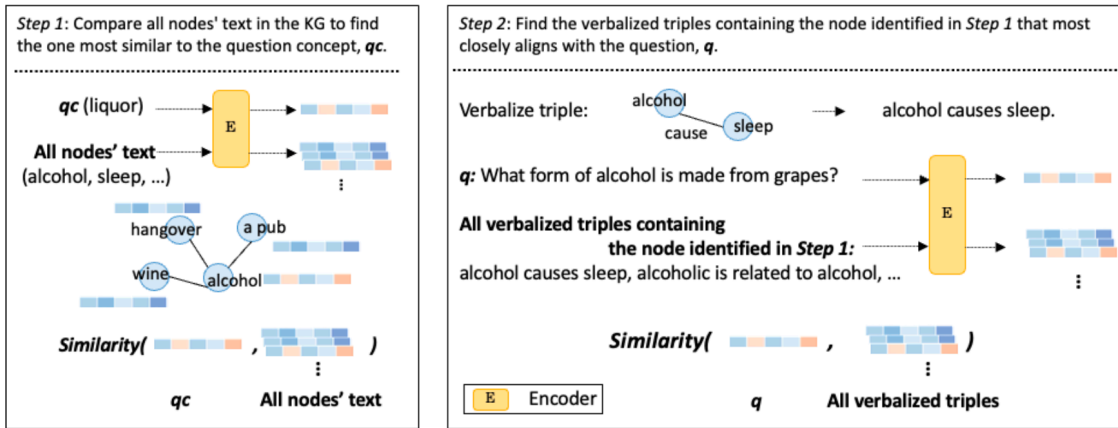 Step 1: Compare all nodes' text in the KG to find
the one most similar to the question concept, qc.
qc (liquor)
E
All nodes' text
(alcohol, sleep, ...)
hangover
a pub
wine
alcohol
Similarity( , )
qc All nodes' text
Step 2: Find the verbalized triples containing the node identified in Step 1 that most
closely aligns with the question, q.
Verbalize triple:
alcohol
cause
sleep
alcohol causes sleep.
q: What form of alcohol is made from grapes?
E
All verbalized triples containing
the node identified in Step 1:
alcohol causes sleep, alcoholic is related to alcohol, ...
Similarity( , )
E Encoder
q All verbalized triples